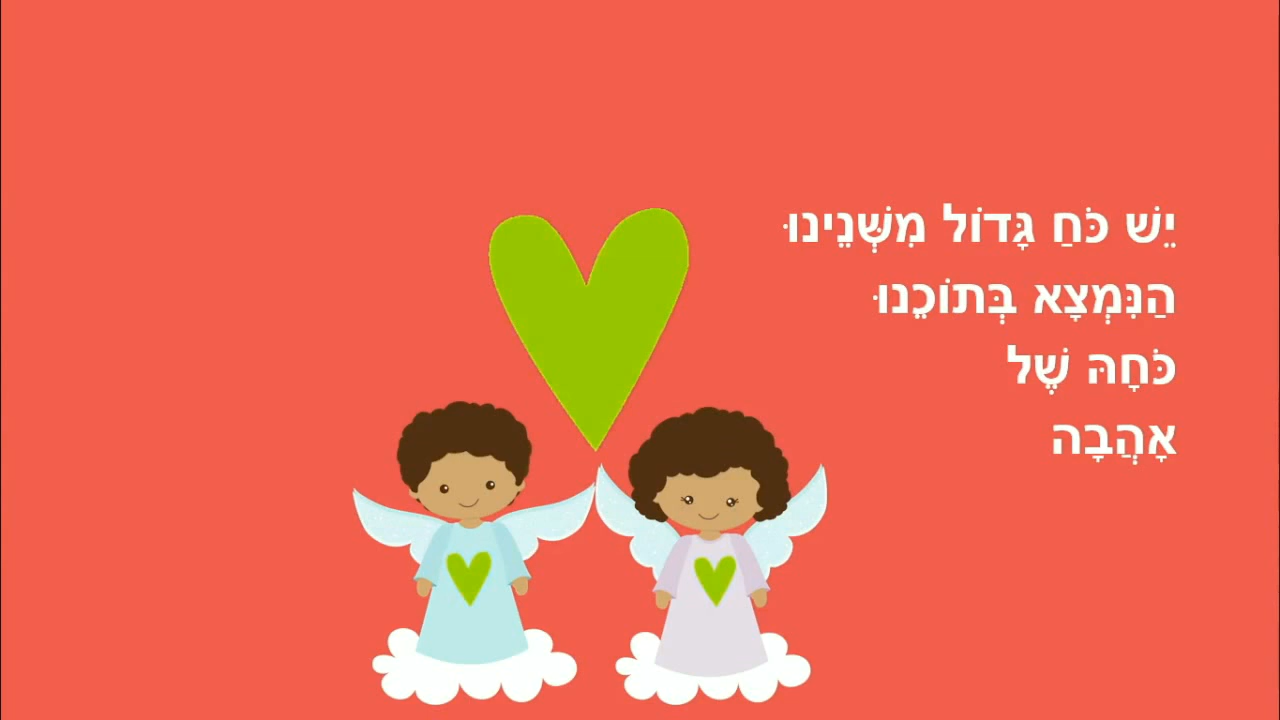 יֵשׁ כֹּחַ גָּדוֹל מִשְּׁנֵינוּ
הַנִּמְצָא בְּתוֹכֵנוּ
כֹּחָהּ שֶׁל
אָהֲבָה